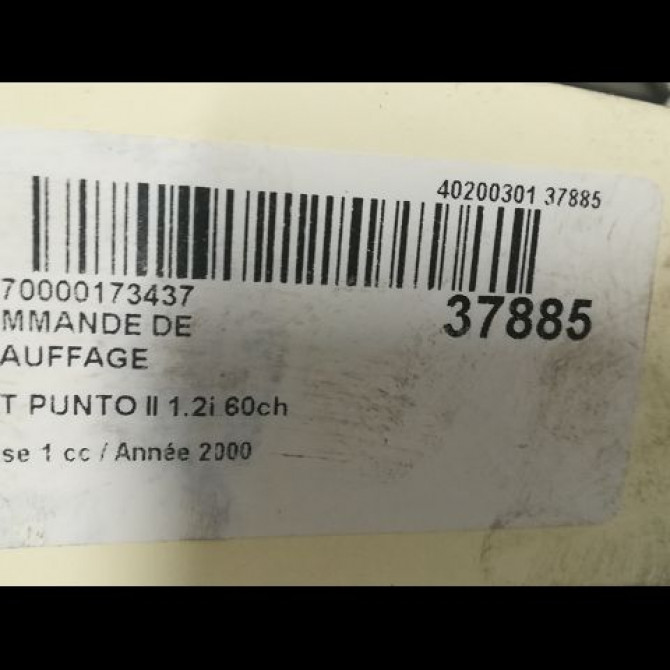 40200301 37885
70000173437
37885
MMANDE DE
AUFFAGE
T PUNTO II 1.2i 60ch
se 1 cc / Année 2000